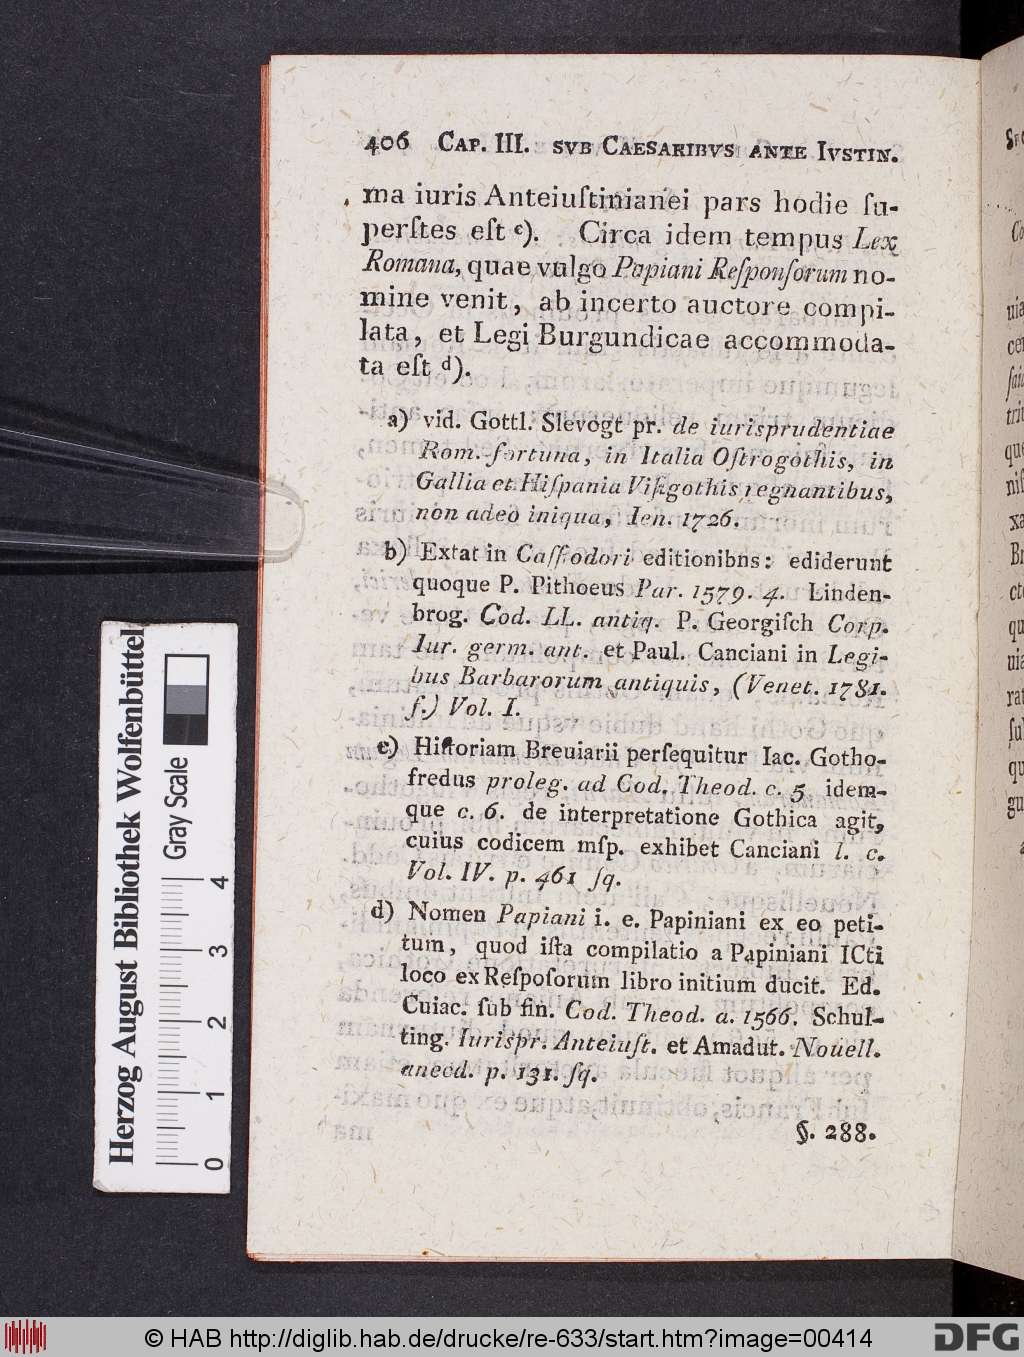 406 CAP. III. SVB CAESARIBVS ANTE IVSTIN.
ma iuris Anteiuſtinianei pars hodie ſu-
perſtes eſt c). Circa idem tempus Lex
Romana, quae vulgo Papiani Reſponſorum no-
mine venit, ab incerto auctore compi-
lata, et Legi Burgundicae accommoda-
ta eſt d).
a) vid. Gottl. Slevogt pr. de iurisprudentiae
Rom. fortuna, in Italia Oſtrogothis, in
Gallia et Hiſpania Viſigothis regnantibus,
non adeo iniqua, Ien. 1726.
b) Extat in Caſſiodori editionibns: ediderunt
quoque P. Pithoeus Par. 1579. 4. Linden-
brog. Cod. LL. antiq. P. Georgiſch Corp.
Iur. germ. ant. et Paul. Canciani in Legi-
bus Barbarorum antiquis, (Venet. 1781.
f.) Vol. I.
c) Hiſtoriam Breuiarii perſequitur Iac. Gotho-
fredus proleg. ad Cod. Theod. c. 5. idem-
que c. 6. de interpretatione Gothica agit,
cuius codicem mſp. exhibet Canciani l. c.
Vol. IV. p. 461 ſq.
d) Nomen Papiani i. e. Papiniani ex eo peti-
tum, quod iſta compilatio a Papiniani ICti
loco ex Reſpoſorum libro initium ducit. Ed.
Cuiac. ſub fin. Cod. Theod. a. 1566. Schul-
ting. Iurispr. Anteiuſt. et Amadut. Nouell.
anecd. p. 131. ſq.
§. 288.
Herzog August Bibliothek Wolfenbüttel
Gray Scale
0 1 2 3 4
© HAB http://diglib.hab.de/drucke/re-633/start.htm?image=00414
DFG